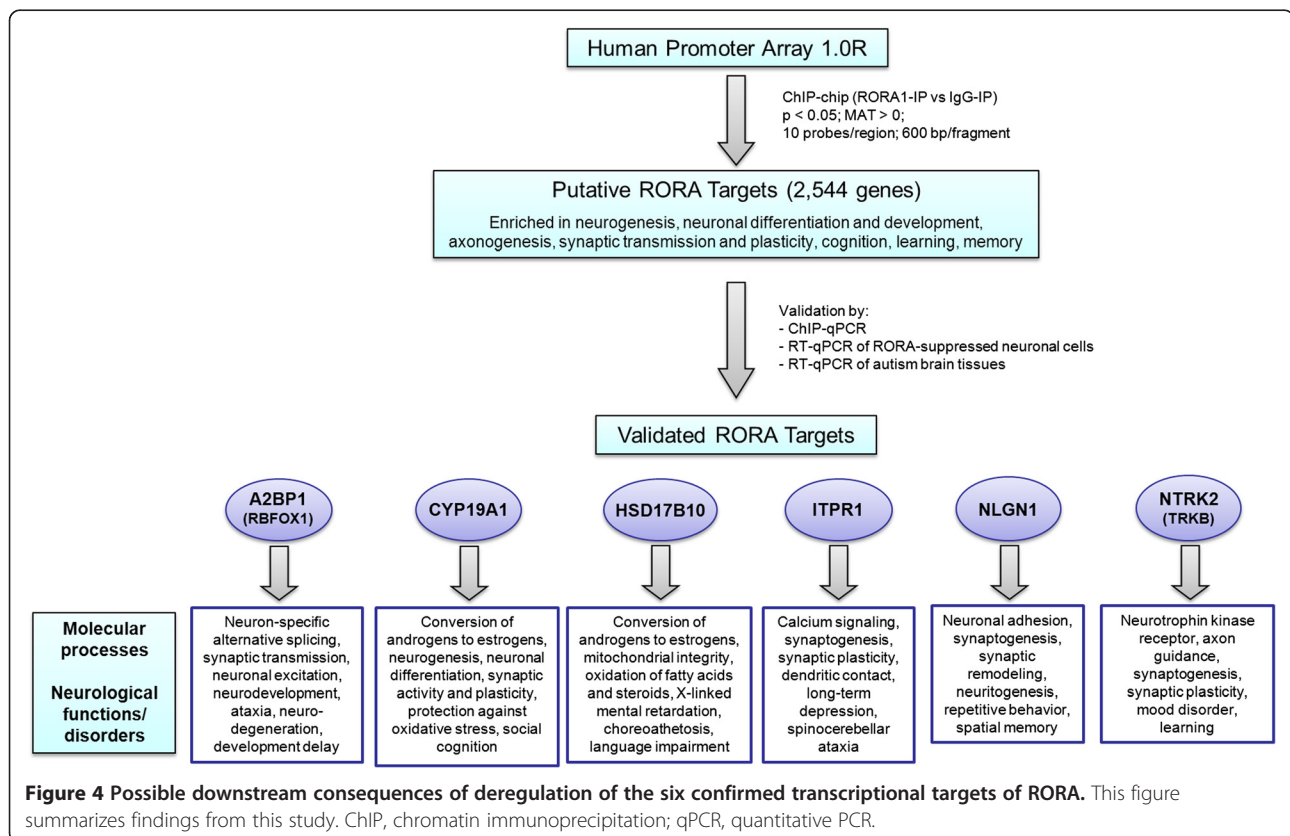 Human Promoter Array 1.0R
ChIP-chip (RORA1-IP vs IgG-IP)
p < 0.05; MAT > 0;
10 probes/region; 600 bp/fragment
Putative RORA Targets (2,544 genes)
Enriched in neurogenesis, neuronal differentiation and development,
axonogenesis, synaptic transmission and plasticity, cognition, learning, memory
Validation by:
- ChIP-qPCR
- RT-qPCR of RORA-suppressed neuronal cells
- RT-qPCR of autism brain tissues
Validated RORA Targets
A2BP1
(RBFOX1)
CYP19A1
HSD17B10
ITPR1
NLGN1
NTRK2
(TRKB)
Molecular
processes
Neurological
functions/
disorders
Neuron-specific
alternative splicing,
synaptic transmission,
neuronal excitation,
neurodevelopment,
ataxia, neuro-
degeneration,
development delay
Conversion of
androgens to estrogens,
neurogenesis, neuronal
differentiation, synaptic
activity and plasticity,
protection against
oxidative stress, social
cognition
Conversion of
androgens to estrogens,
mitochondrial integrity,
oxidation of fatty acids
and steroids, X-linked
mental retardation,
choreoathetosis,
language impairment
Calcium signaling,
synaptogenesis,
synaptic plasticity,
dendritic contact,
long-term
depression,
spinocerebellar
ataxia
Neuronal adhesion,
synaptogenesis,
synaptic
remodeling,
neuritogenesis,
repetitive behavior,
spatial memory
Neurotrophin kinase
receptor, axon
guidance,
synaptogenesis,
synaptic plasticity,
mood disorder,
learning
Figure 4 Possible downstream consequences of deregulation of the six confirmed transcriptional targets of RORA. This figure
summarizes findings from this study. ChIP, chromatin immunoprecipitation; qPCR, quantitative PCR.